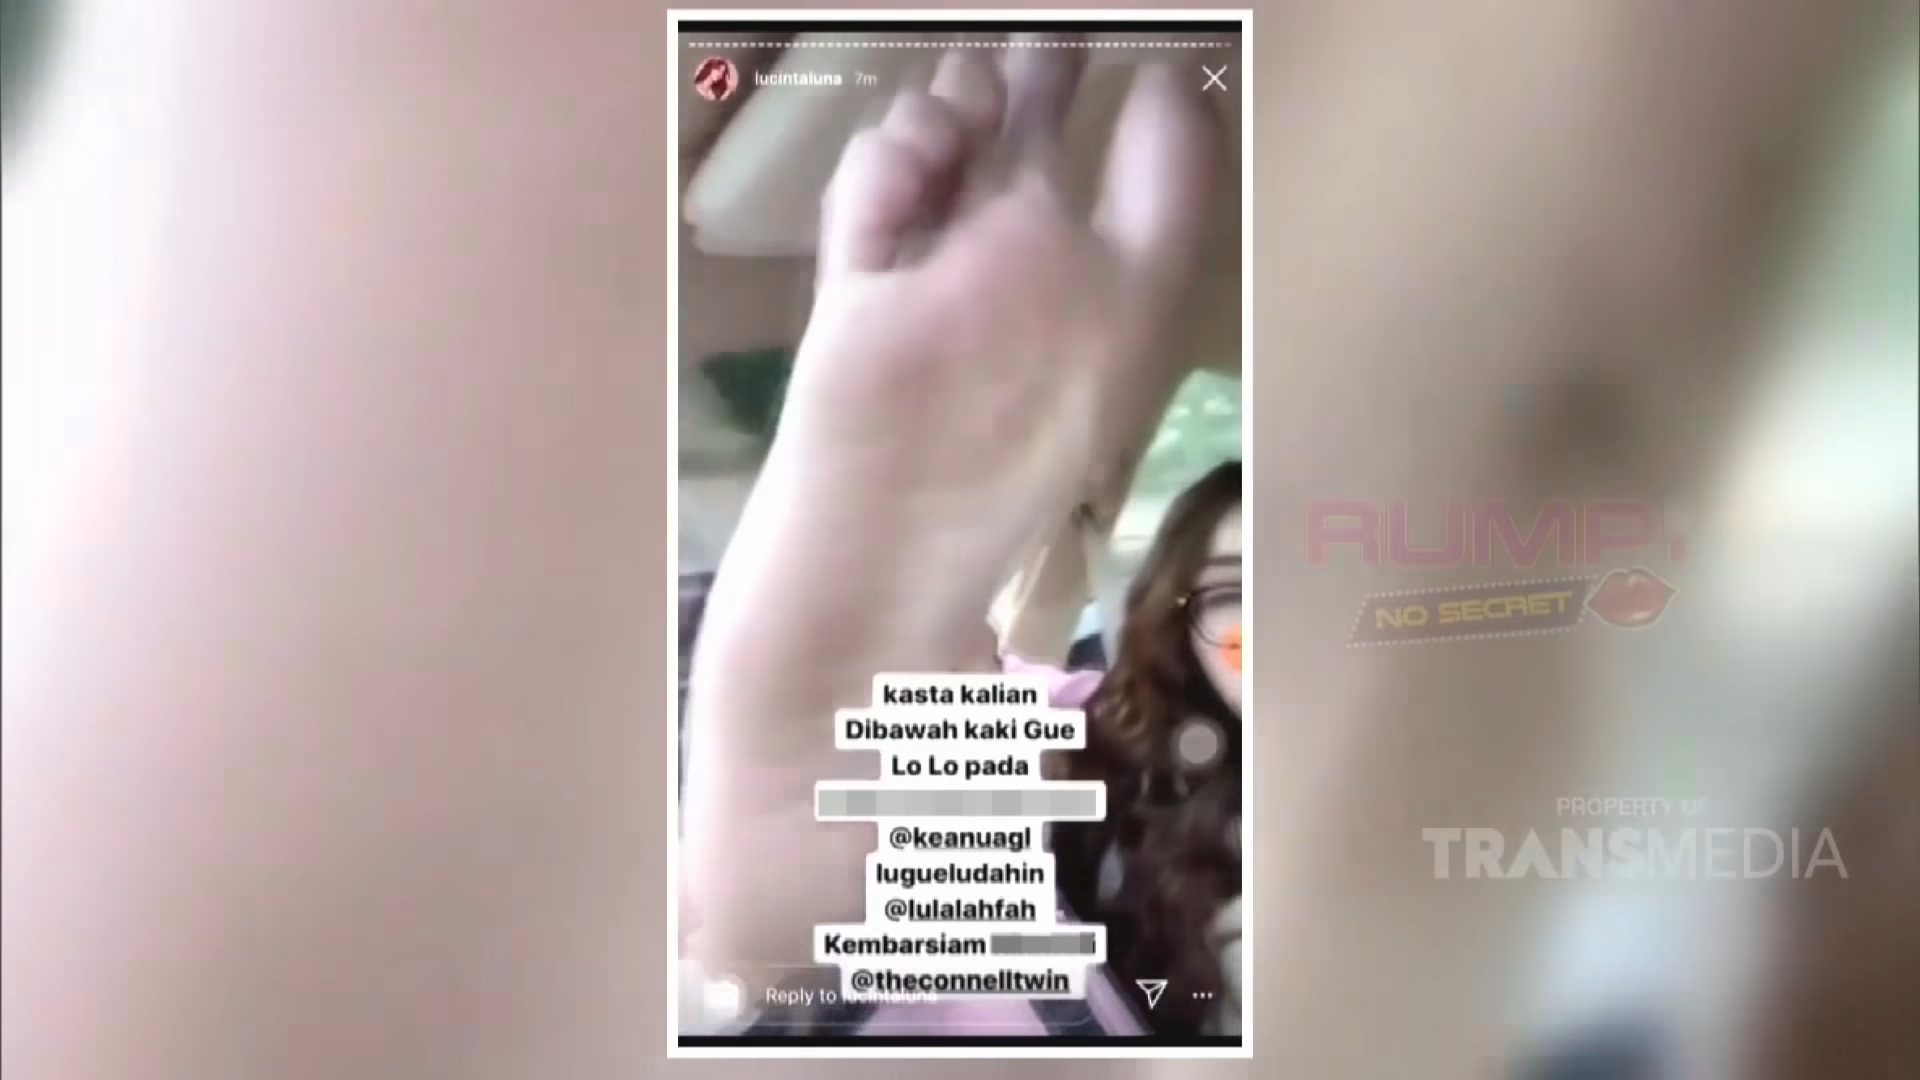 lucintaluna 7m
kasta kalian
Dibawah kaki Gue
Lo Lo pada
@keanuagl
lugueludahin
@lulalahfah
Kembarsiam
@theconnelltwin
Reply to lucintaluna
RUMPI
NO SECRET
PROPERTY OF
TRANSMEDIA